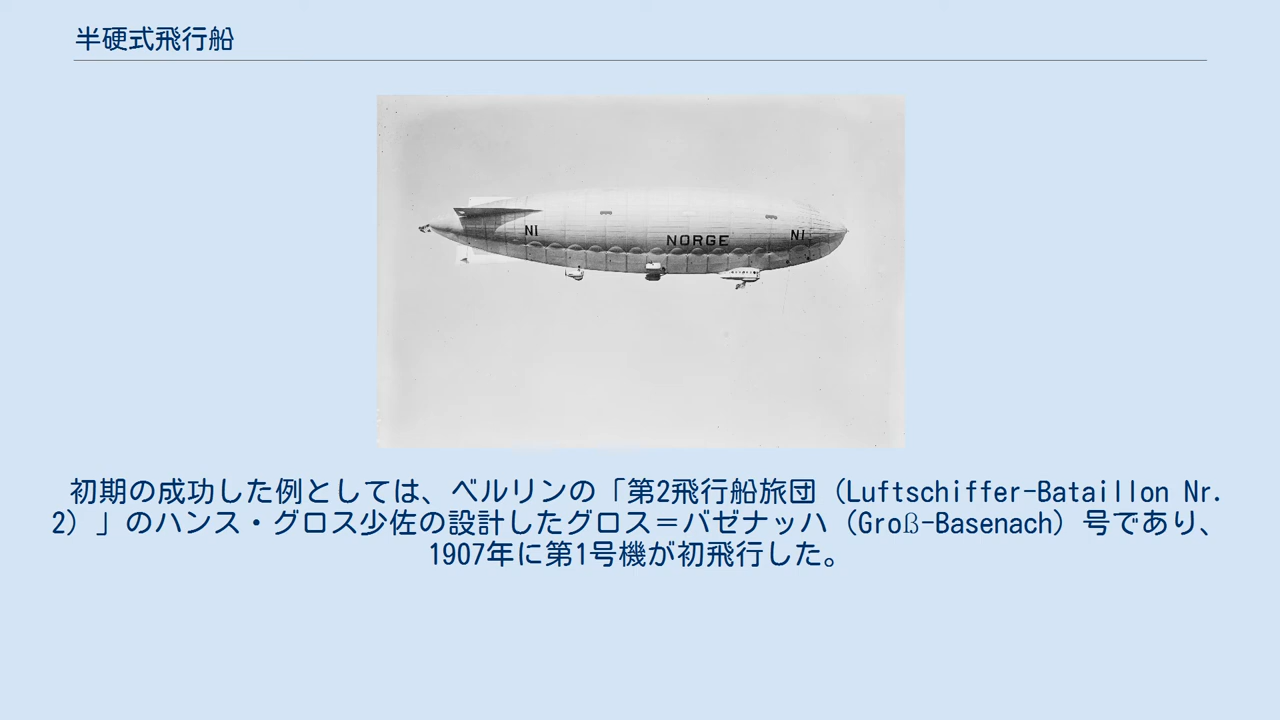 半硬式飛行船
N1
NORGE
N1
初期の成功した例としては、ベルリンの「第2飛行船旅団（Luftschiffer-Bataillon Nr.
2）」のハンス・グロス少佐の設計したグロス＝バゼナッハ（Groß-Basenach）号であり、
1907年に第1号機が初飛行した。